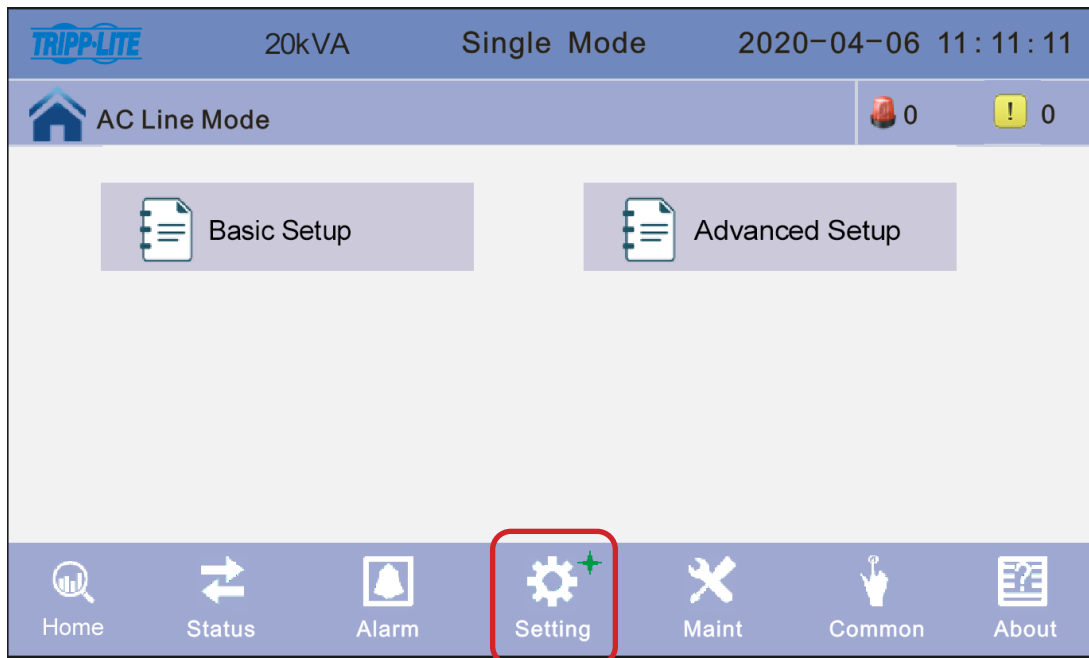 TRIPP·LITE 20kVA Single Mode 2020-04-06 11:11:11
AC Line Mode 0 ! 0
Basic Setup Advanced Setup
Home Status Alarm Setting Maint Common About